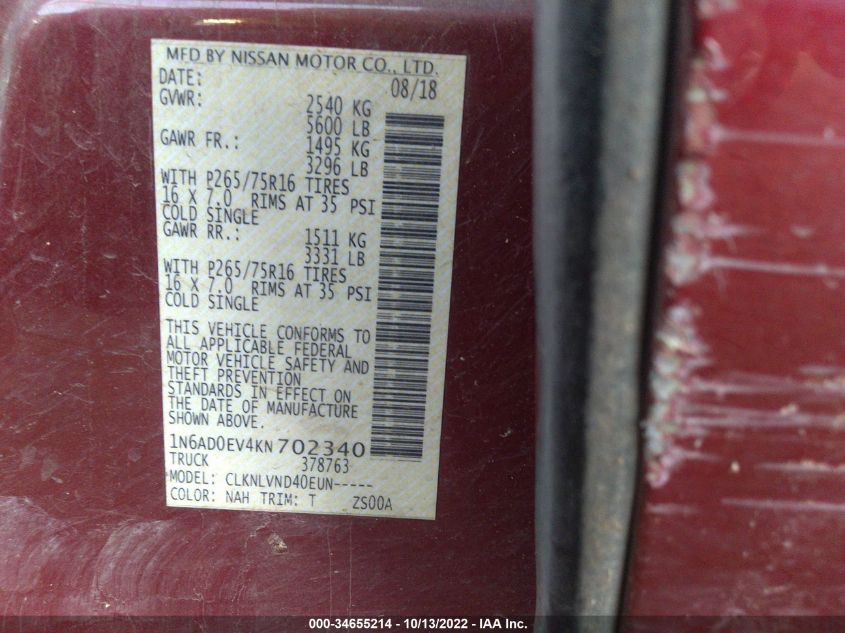 MFD BY NISSAN MOTOR CO., LTD.
DATE: 08/18
GVWR: 2540 KG
5600 LB
GAWR FR.: 1495 KG
3296 LB
WITH P265/75R16 TIRES
16 X 7.0 RIMS AT 35 PSI
COLD SINGLE
GAWR RR.: 1511 KG
3331 LB
WITH P265/75R16 TIRES
16 X 7.0 RIMS AT 35 PSI
COLD SINGLE
THIS VEHICLE CONFORMS TO
ALL APPLICABLE FEDERAL
MOTOR VEHICLE SAFETY AND
THEFT PREVENTION
STANDARDS IN EFFECT ON
THE DATE OF MANUFACTURE
SHOWN ABOVE.
1N6AD0EV4KN702340
TRUCK 378763
MODEL: CLKNLVND40EUN-----
COLOR: NAH TRIM: T ZS00A
000-34655214 - 10/13/2022 - IAA Inc.